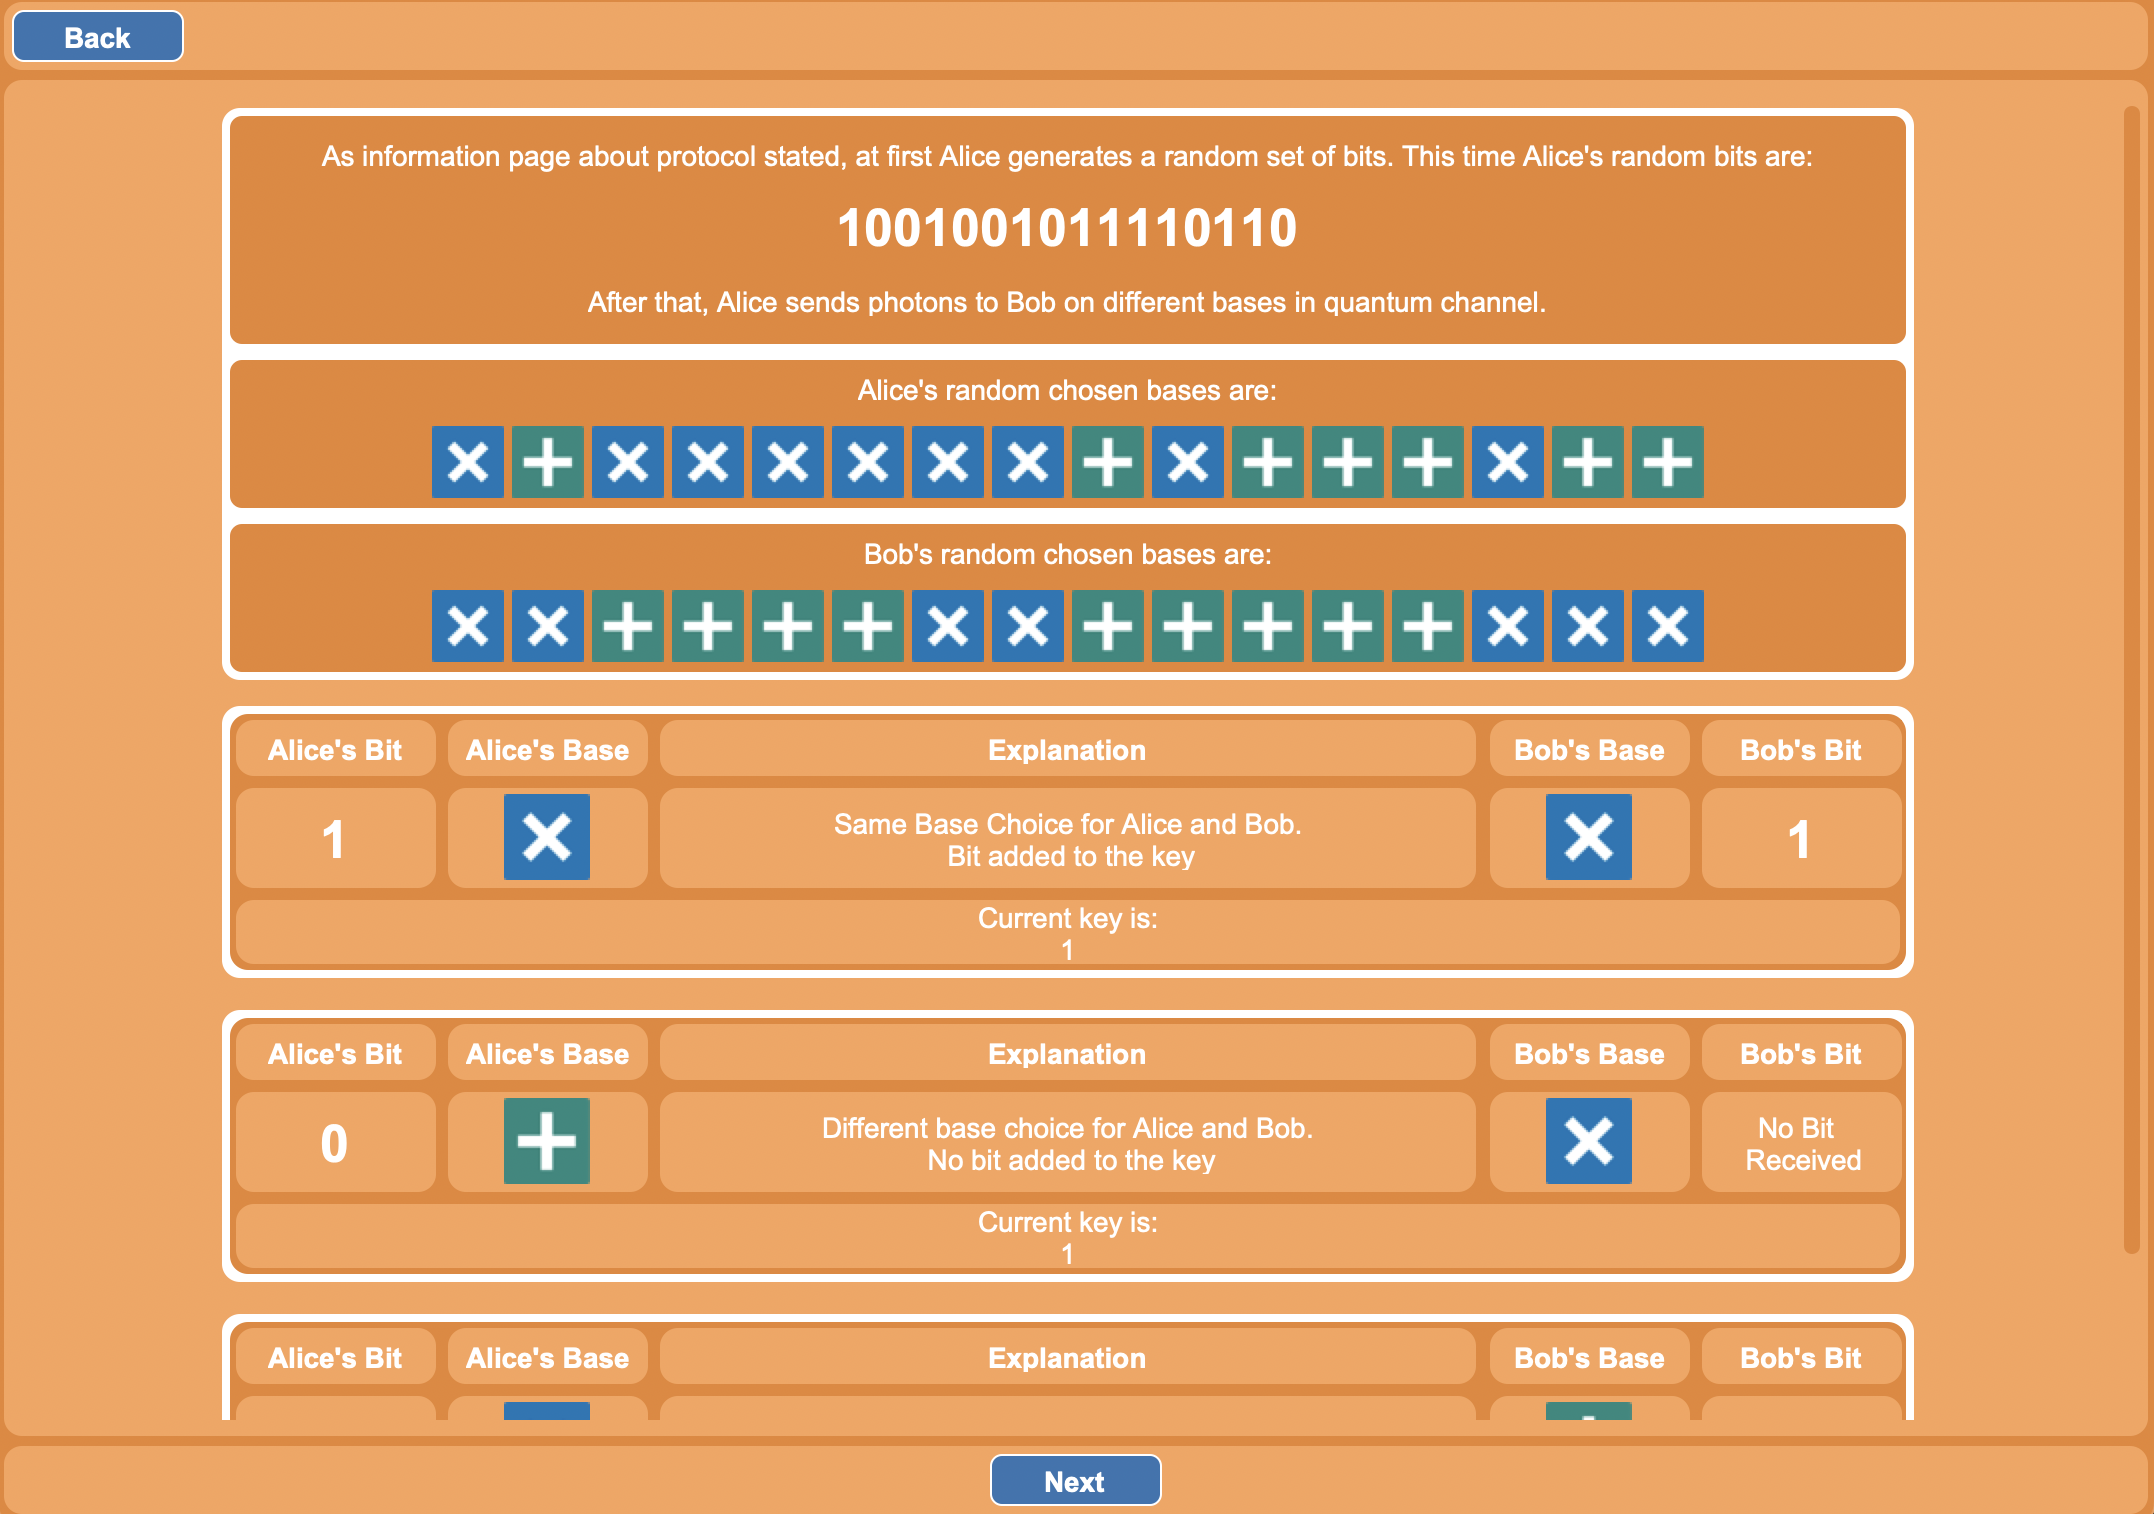 Back
As information page about protocol stated, at first Alice generates a random set of bits. This time Alice's random bits are:
1001001011110110
After that, Alice sends photons to Bob on different bases in quantum channel.
Alice's random chosen bases are:
Bob's random chosen bases are:
Alice's Bit Alice's Base Explanation Bob's Base Bob's Bit
1 Same Base Choice for Alice and Bob. 1
Bit added to the key
Current key is:
1
Alice's Bit Alice's Base Explanation Bob's Base Bob's Bit
0 Different base choice for Alice and Bob. No Bit
No bit added to the key Received
Current key is:
1
Alice's Bit Alice's Base Explanation Bob's Base Bob's Bit
Next